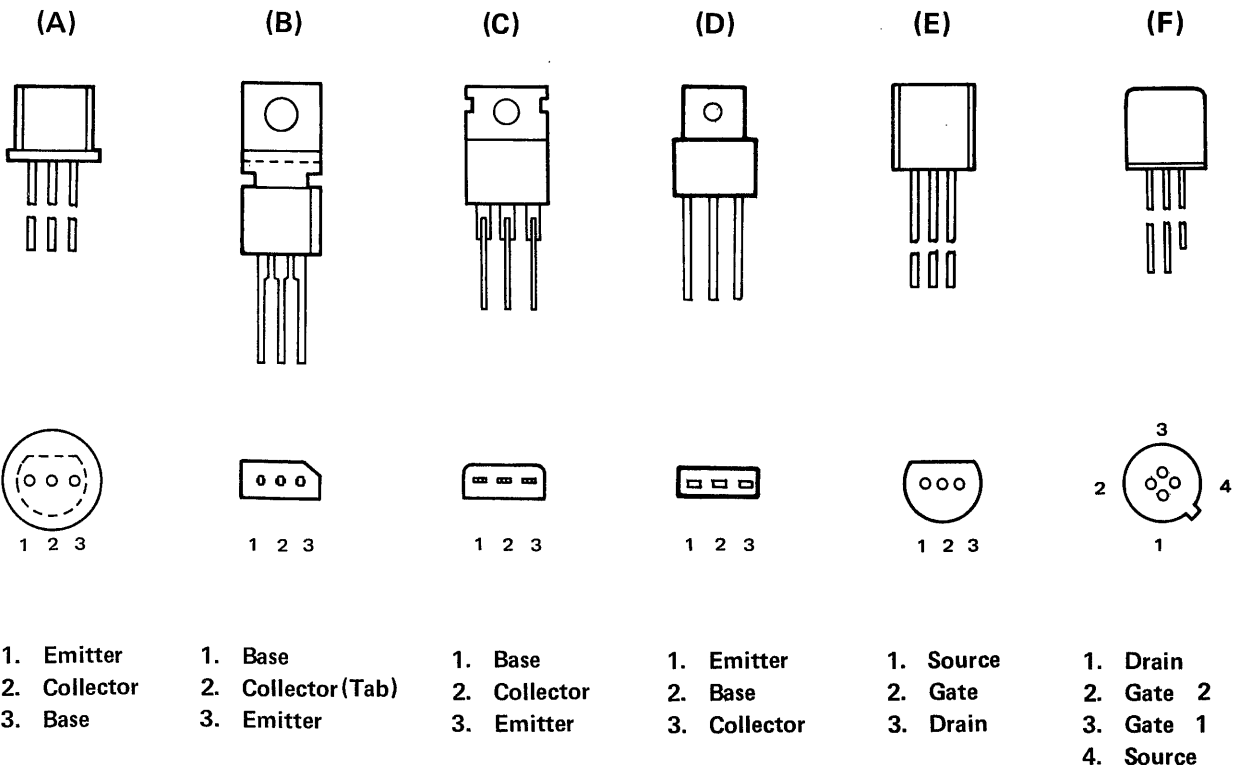 (A) (B) (C) (D) (E) (F)
3
2 4
1 2 3 1 2 3 1 2 3 1 2 3 1 2 3 1
1. Emitter
2. Collector
3. Base
1. Base
2. Collector (Tab)
3. Emitter
1. Base
2. Collector
3. Emitter
1. Emitter
2. Base
3. Collector
1. Source
2. Gate
3. Drain
1. Drain
2. Gate 2
3. Gate 1
4. Source